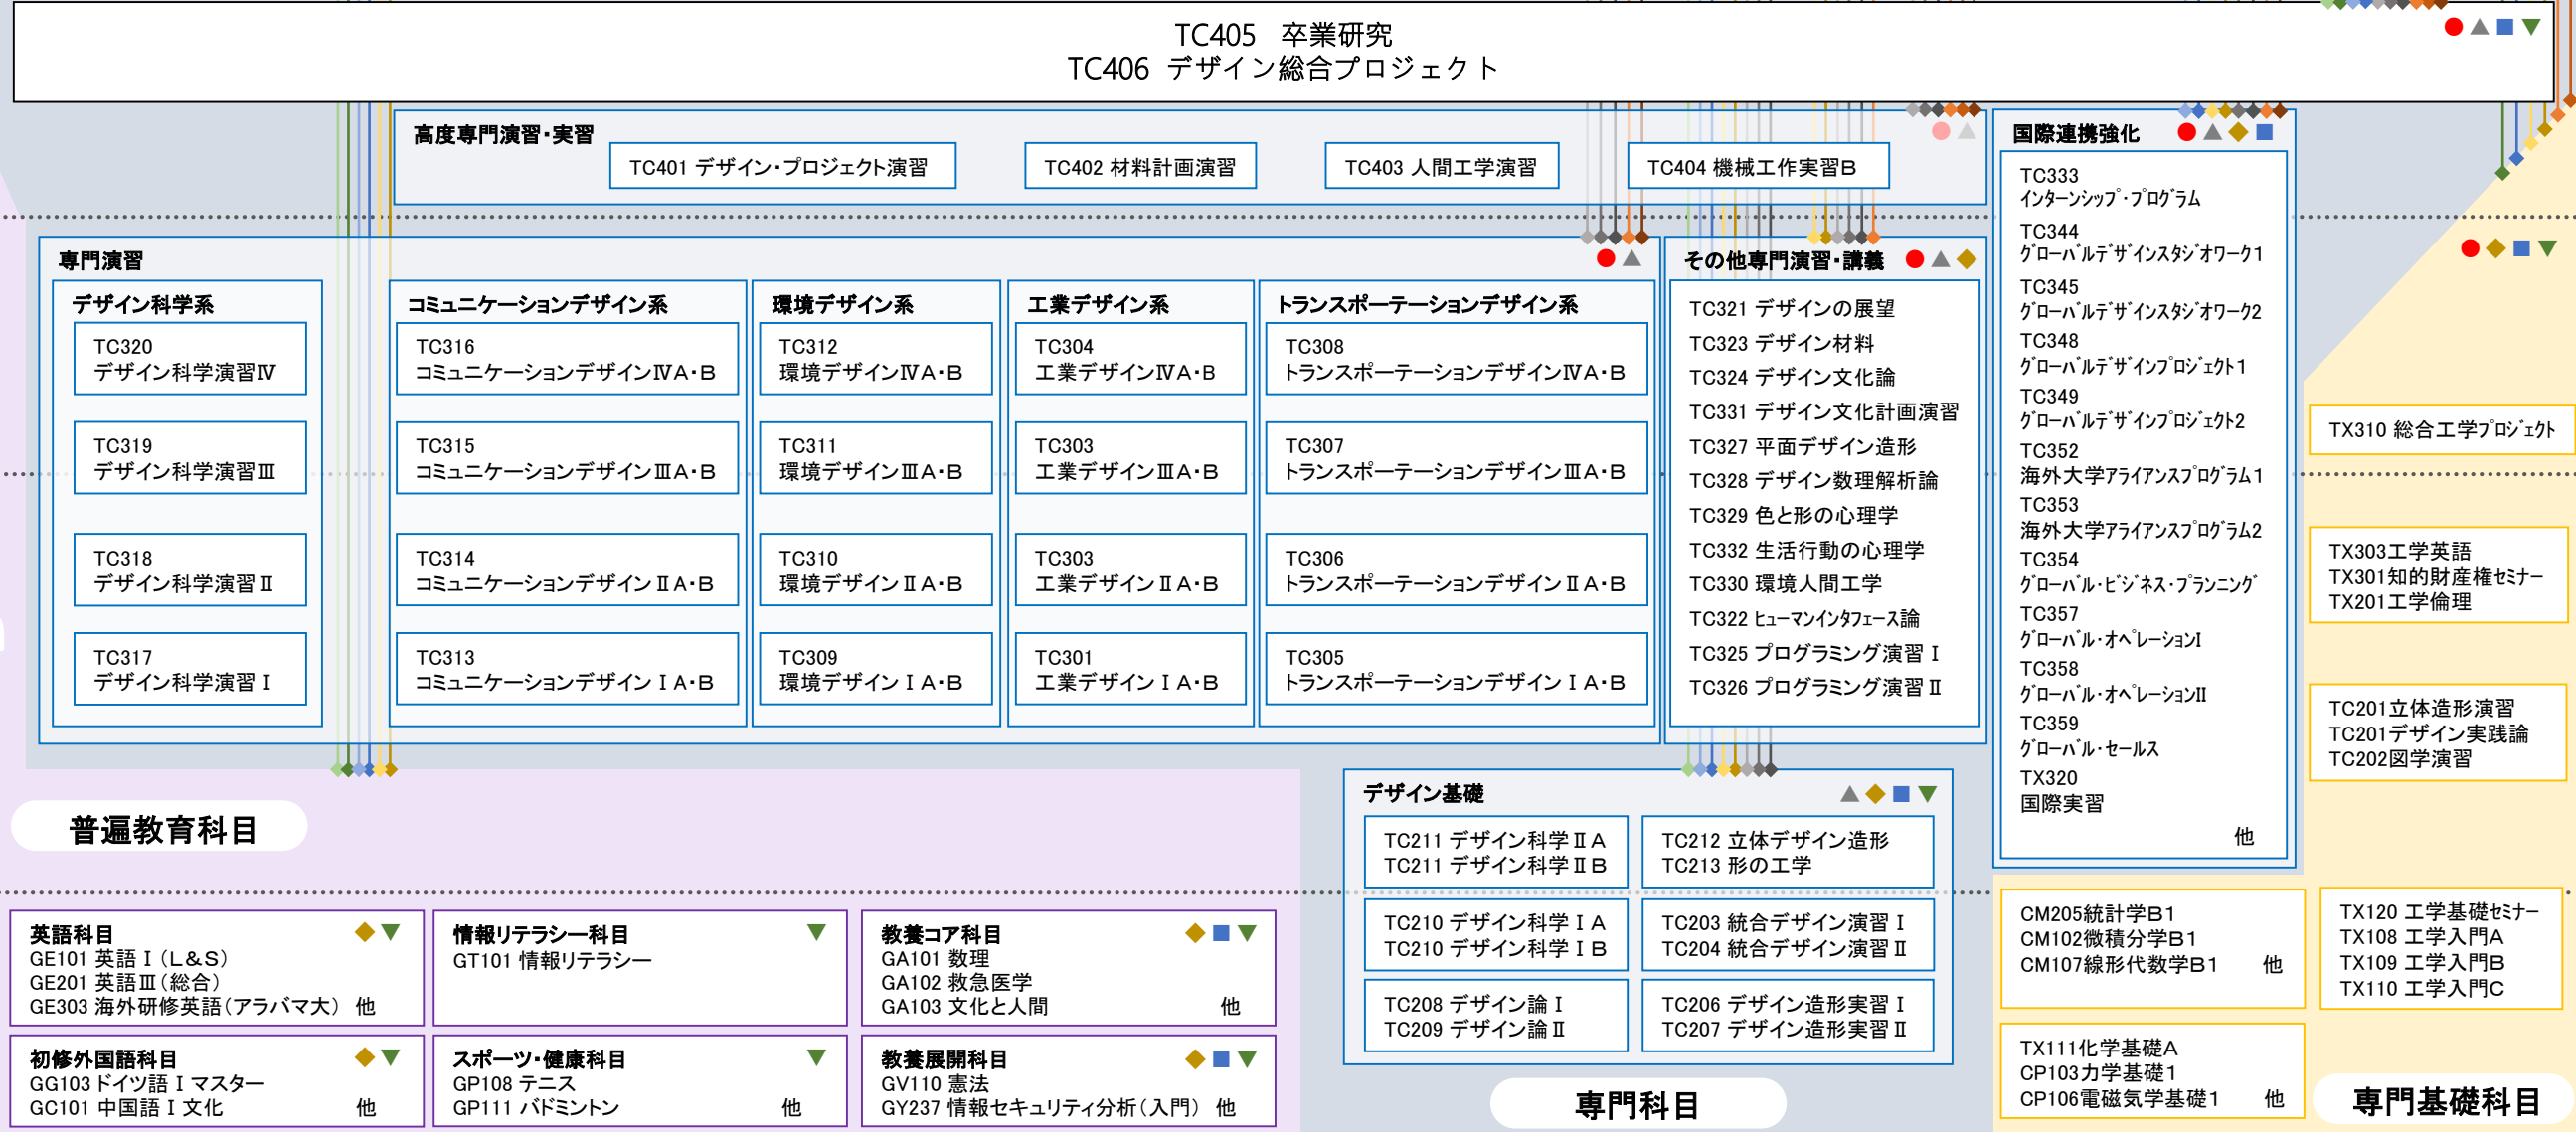 TC405 卒業研究
TC406 デザイン総合プロジェクト
高度専門演習・実習
TC401 デザイン・プロジェクト演習
TC402 材料計画演習
TC403 人間工学演習
TC404 機械工作実習B
専門演習
デザイン科学系
TC320
デザイン科学演習Ⅳ
TC319
デザイン科学演習Ⅲ
TC318
デザイン科学演習Ⅱ
TC317
デザイン科学演習Ⅰ
コミュニケーションデザイン系
TC316
コミュニケーションデザインⅣA・B
TC315
コミュニケーションデザインⅢA・B
TC314
コミュニケーションデザインⅡA・B
TC313
コミュニケーションデザインⅠA・B
環境デザイン系
TC312
環境デザインⅣA・B
TC311
環境デザインⅢA・B
TC310
環境デザインⅡA・B
TC309
環境デザインⅠA・B
工業デザイン系
TC304
工業デザインⅣA・B
TC303
工業デザインⅢA・B
TC303
工業デザインⅡA・B
TC301
工業デザインⅠA・B
トランスポーテーションデザイン系
TC308
トランスポーテーションデザインⅣA・B
TC307
トランスポーテーションデザインⅢA・B
TC306
トランスポーテーションデザインⅡA・B
TC305
トランスポーテーションデザインⅠA・B
その他専門演習・講義
TC321 デザインの展望
TC323 デザイン材料
TC324 デザイン文化論
TC331 デザイン文化計画演習
TC327 平面デザイン造形
TC328 デザイン数理解析論
TC329 色と形の心理学
TC332 生活行動の心理学
TC330 環境人間工学
TC322 ヒューマンインタフェース論
TC325 プログラミング演習Ⅰ
TC326 プログラミング演習Ⅱ
国際連携強化
TC333
インターンシップ・プログラム
TC344
グローバルデザインスタジオワーク1
TC345
グローバルデザインスタジオワーク2
TC348
グローバルデザインプロジェクト1
TC349
グローバルデザインプロジェクト2
TC352
海外大学アライアンスプログラム1
TC353
海外大学アライアンスプログラム2
TC354
グローバル・ビジネス・プランニング
TC357
グローバル・オペレーションI
TC358
グローバル・オペレーションII
TC359
グローバル・セールス
TX320
国際実習
他
TX310 総合工学プロジェクト
TX303工学英語
TX301知的財産権セミナー
TX201工学倫理
TC201立体造形演習
TC201デザイン実践論
TC202図学演習
普遍教育科目
デザイン基礎
TC211 デザイン科学ⅡA
TC211 デザイン科学ⅡB
TC212 立体デザイン造形
TC213 形の工学
TC210 デザイン科学ⅠA
TC210 デザイン科学ⅠB
TC203 統合デザイン演習Ⅰ
TC204 統合デザイン演習Ⅱ
TC208 デザイン論Ⅰ
TC209 デザイン論Ⅱ
TC206 デザイン造形実習Ⅰ
TC207 デザイン造形実習Ⅱ
専門科目
英語科目
GE101 英語Ⅰ(L&S)
GE201 英語Ⅲ(総合)
GE303 海外研修英語(アラバマ大) 他
情報リテラシー科目
GT101 情報リテラシー
教養コア科目
GA101 数理
GA102 救急医学
GA103 文化と人間 他
初修外国語科目
GG103 ドイツ語Ⅰマスター
GC101 中国語Ⅰ文化 他
スポーツ・健康科目
GP108 テニス
GP111 バドミントン 他
教養展開科目
GV110 憲法
GY237 情報セキュリティ分析(入門) 他
CM205統計学B1
CM102微積分学B1
CM107線形代数学B1 他
TX111化学基礎A
CP103力学基礎1
CP106電磁気学基礎1 他
TX120 工学基礎セミナー
TX108 工学入門A
TX109 工学入門B
TX110 工学入門C
専門基礎科目